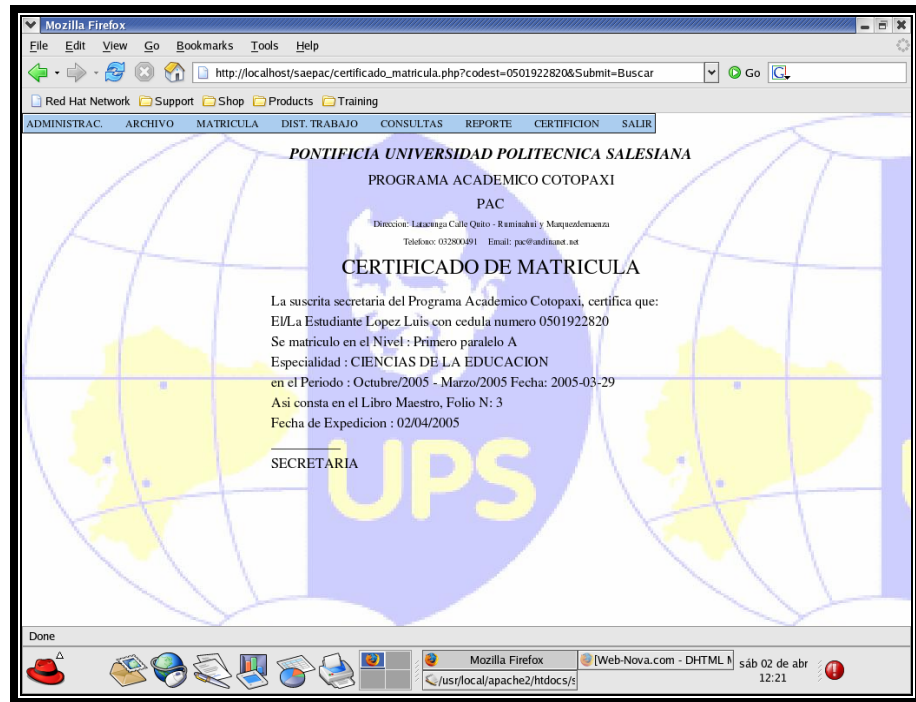 Mozilla Firefox
File Edit View Go Bookmarks Tools Help
http://localhost/saepac/certificado_matricula.php?codest=0501922820&Submit=Buscar Go G
Red Hat Network Support Shop Products Training
ADMINISTRAC. ARCHIVO MATRICULA DIST. TRABAJO CONSULTAS REPORTE CERTIFICION SALIR
PONTIFICIA UNIVERSIDAD POLITECNICA SALESIANA
PROGRAMA ACADEMICO COTOPAXI
PAC
Direccion: Latacunga Calle Quito - Ruminahui y Marquezdemaenza
Telefono: 032800491 Email: pac@andinanet.net
CERTIFICADO DE MATRICULA
La suscrita secretaria del Programa Academico Cotopaxi, certifica que:
El/La Estudiante Lopez Luis con cedula numero 0501922820
Se matriculo en el Nivel : Primero paralelo A
Especialidad : CIENCIAS DE LA EDUCACION
en el Periodo : Octubre/2005 - Marzo/2005 Fecha: 2005-03-29
Asi consta en el Libro Maestro, Folio N: 3
Fecha de Expedicion : 02/04/2005
SECRETARIA
UPS
Done
Mozilla Firefox [Web-Nova.com - DHTML M
/usr/local/apache2/htdocs/s
sáb 02 de abr
12:21